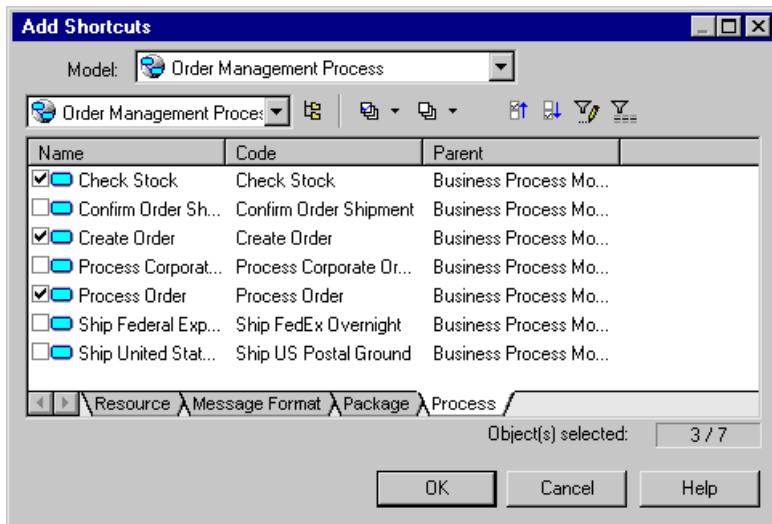 Add Shortcuts
Model: Order Management Process
Order Management Proces
Name Code Parent
Check Stock Check Stock Business Process Mo...
Confirm Order Sh... Confirm Order Shipment Business Process Mo...
Create Order Create Order Business Process Mo...
Process Corporat... Process Corporate Or... Business Process Mo...
Process Order Process Order Business Process Mo...
Ship Federal Exp... Ship FedEx Overnight Business Process Mo...
Ship United Stat... Ship US Postal Ground Business Process Mo...
Resource Message Format Package Process
Object(s) selected: 3 / 7
OK Cancel Help